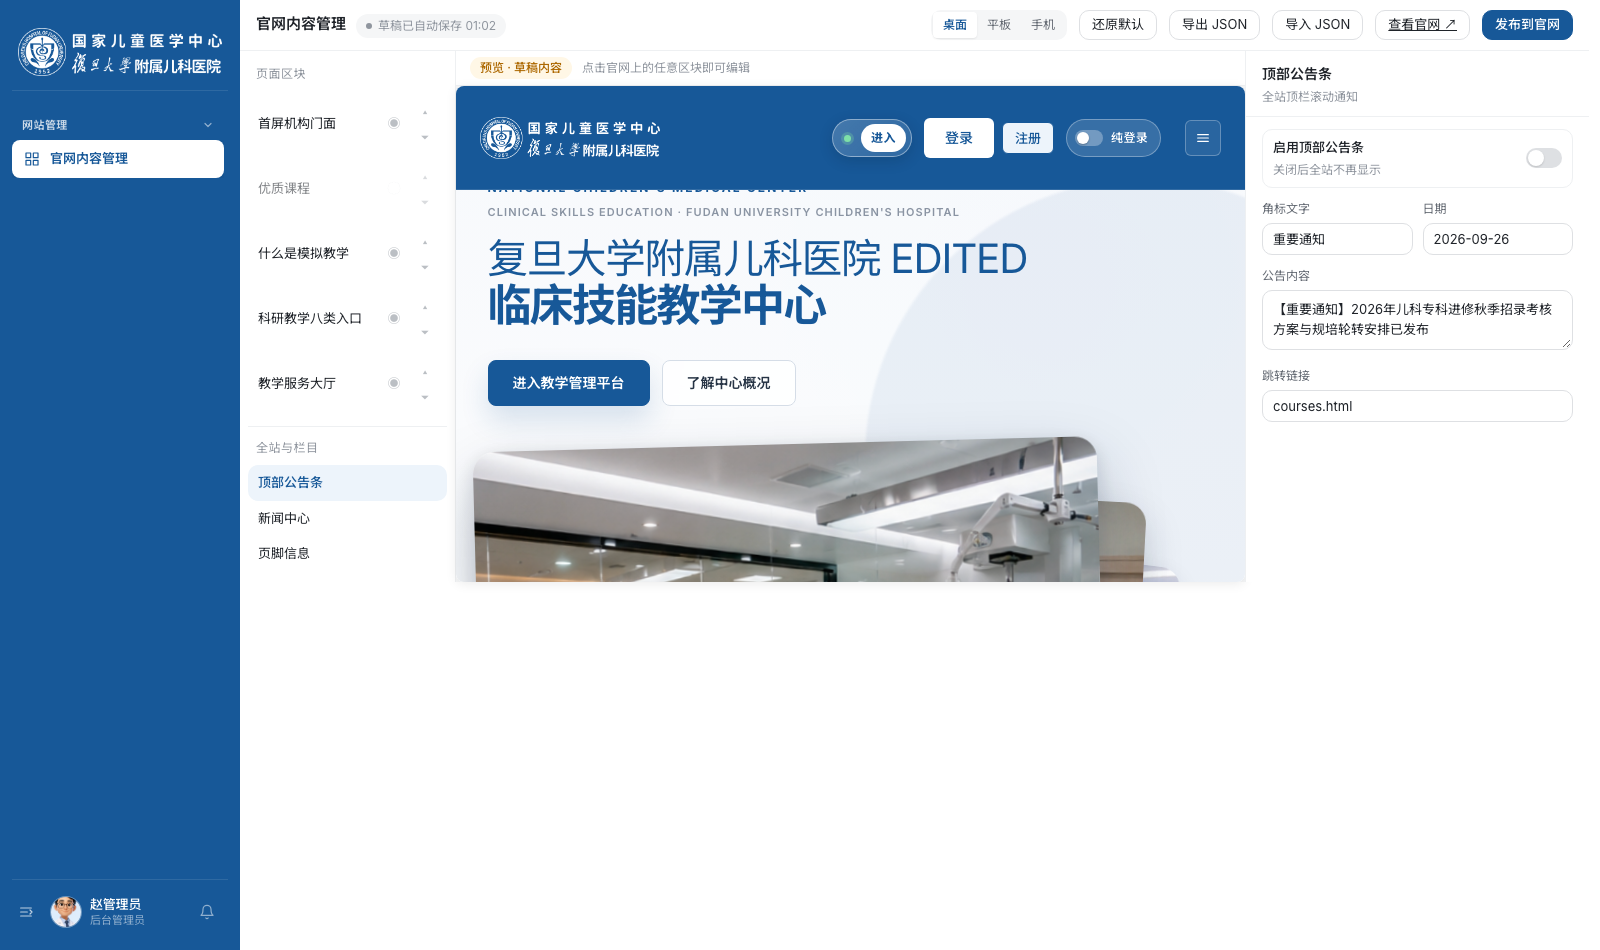 国家儿童医学中心
復旦大学附属儿科医院
1952
网站管理
官网内容管理
赵管理员
后台管理员
官网内容管理
草稿已自动保存 01:02
桌面
平板
手机
还原默认
导出 JSON
导入 JSON
查看官网 ↗
发布到官网
页面区块
首屏机构门面
优质课程
什么是模拟教学
科研教学八类入口
教学服务大厅
全站与栏目
顶部公告条
新闻中心
页脚信息
预览 · 草稿内容
点击官网上的任意区块即可编辑
国家儿童医学中心
復旦大学附属儿科医院
进入
登录
注册
纯登录
NATIONAL CHILDREN'S MEDICAL CENTER
CLINICAL SKILLS EDUCATION · FUDAN UNIVERSITY CHILDREN'S HOSPITAL
复旦大学附属儿科医院 EDITED
临床技能教学中心
进入教学管理平台
了解中心概况
顶部公告条
全站顶栏滚动通知
启用顶部公告条
关闭后全站不再显示
角标文字
日期
重要通知
2026-09-26
公告内容
【重要通知】2026年儿科专科进修秋季招录考核
方案与规培轮转安排已发布
跳转链接
courses.html